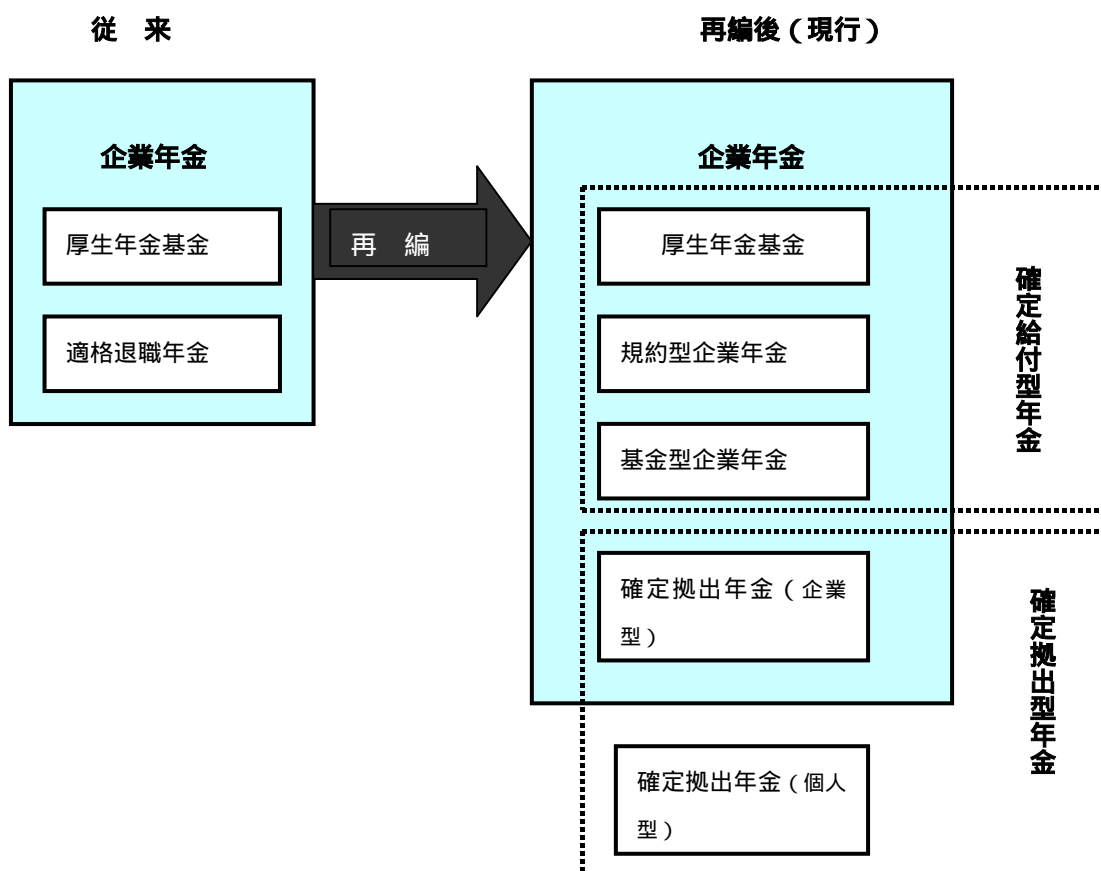 従　来
再編後（現行）
企業年金
厚生年金基金
適格退職年金
再　編
企業年金
厚生年金基金
規約型企業年金
基金型企業年金
確定給付型年金
確定拠出年金（企業
型）
確定拠出型年金
確定拠出年金（個人
型）